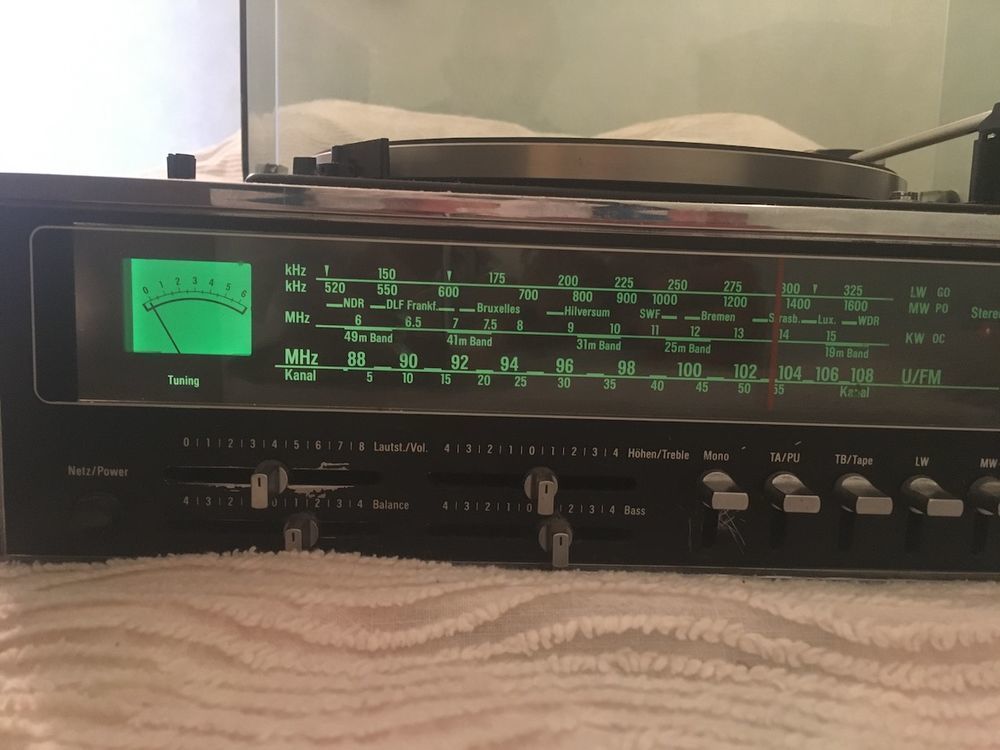 0 1 2 3 4 5 6
Tuning
kHz 150 175 200 225 250 275 300 325 LW GO
kHz 520 550 600 700 800 900 1000 1200 1400 1600 MW PO
NDR DLF Frankf. Bruxelles Hilversum SWF Bremen Strasb. Lux. WDR
MHz 6 6.5 7 7.5 8 9 10 11 12 13 14 15 KW OC
49m Band 41m Band 31m Band 25m Band 19m Band
MHz 88 90 92 94 96 98 100 102 104 106 108 U/FM
Kanal 5 10 15 20 25 30 35 40 45 50 55 Kanal
Stereo
Netz/Power
0 1 2 3 4 5 6 7 8 Lautst./Vol.
4 3 2 1 0 1 2 3 4 Höhen/Treble
4 3 2 0 1 2 3 4 Balance
4 3 2 1 0 1 2 3 4 Bass
Mono TA/PU TB/Tape LW MW